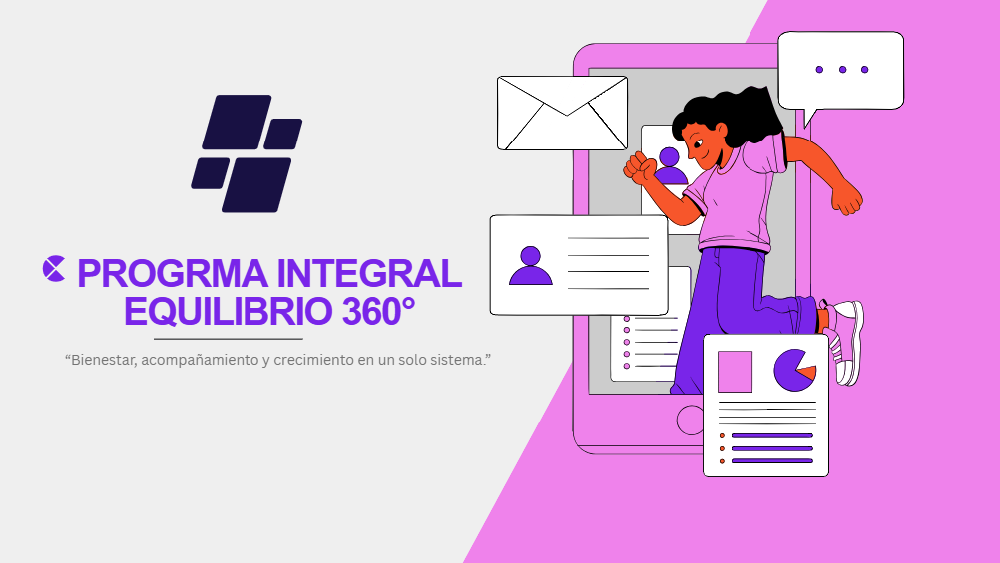 PROGRMA INTEGRAL
EQUILIBRIO 360°
“Bienestar, acompañamiento y crecimiento en un solo sistema.”